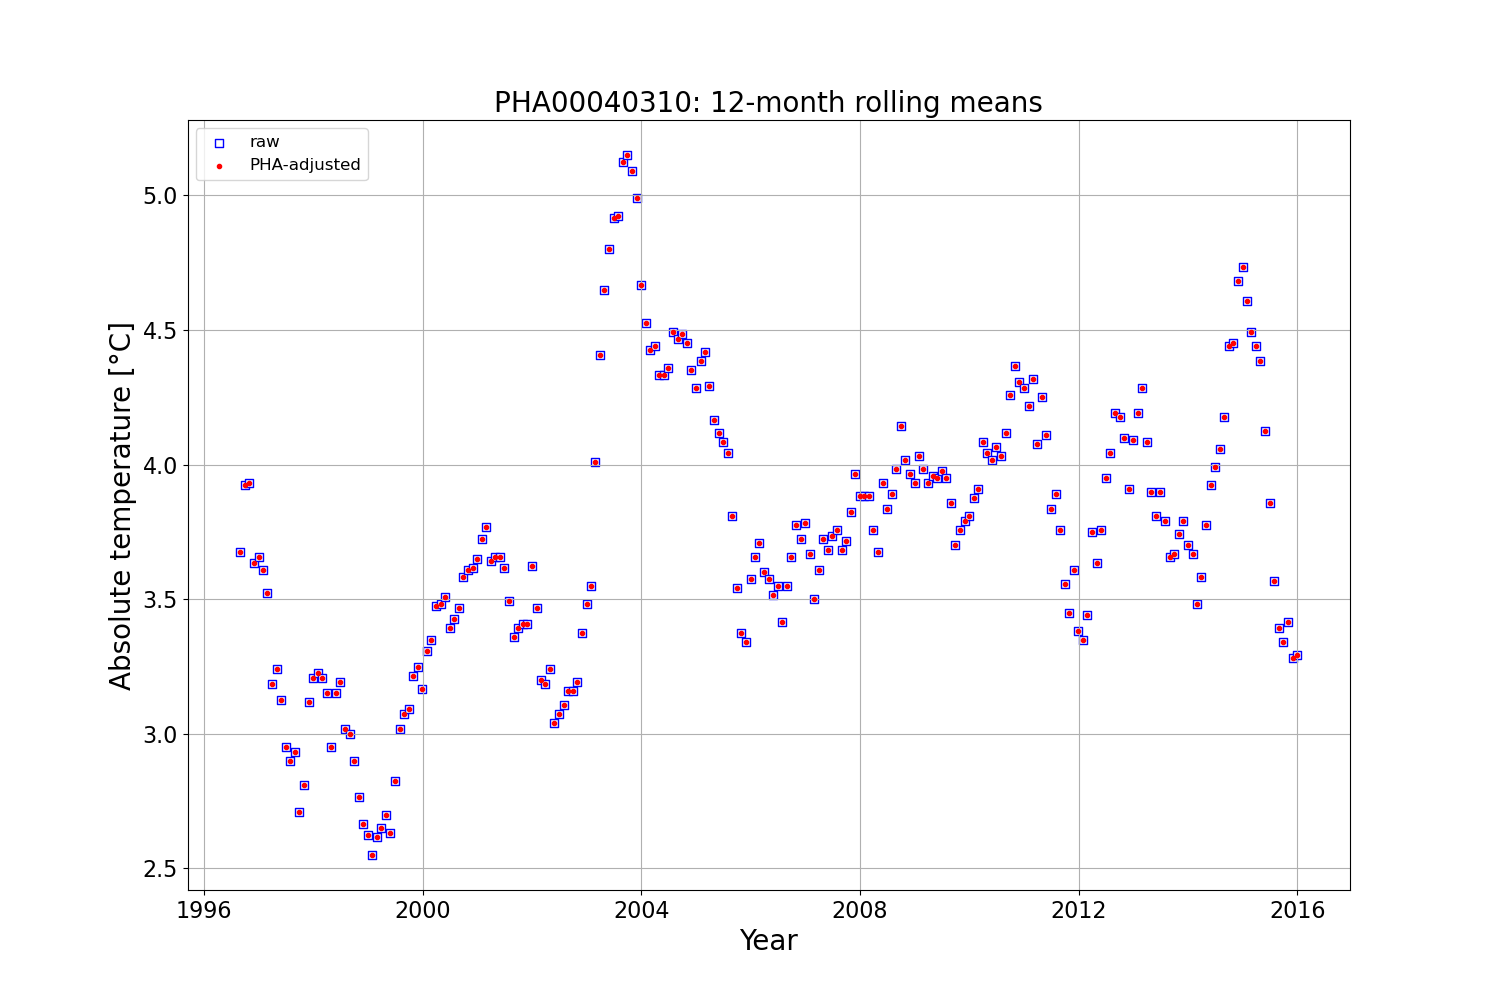 PHA00040310: 12-month rolling means
raw
PHA-adjusted
Absolute temperature [°C]
5.0
4.5
4.0
3.5
3.0
2.5
1996 2000 2004 2008 2012 2016
Year